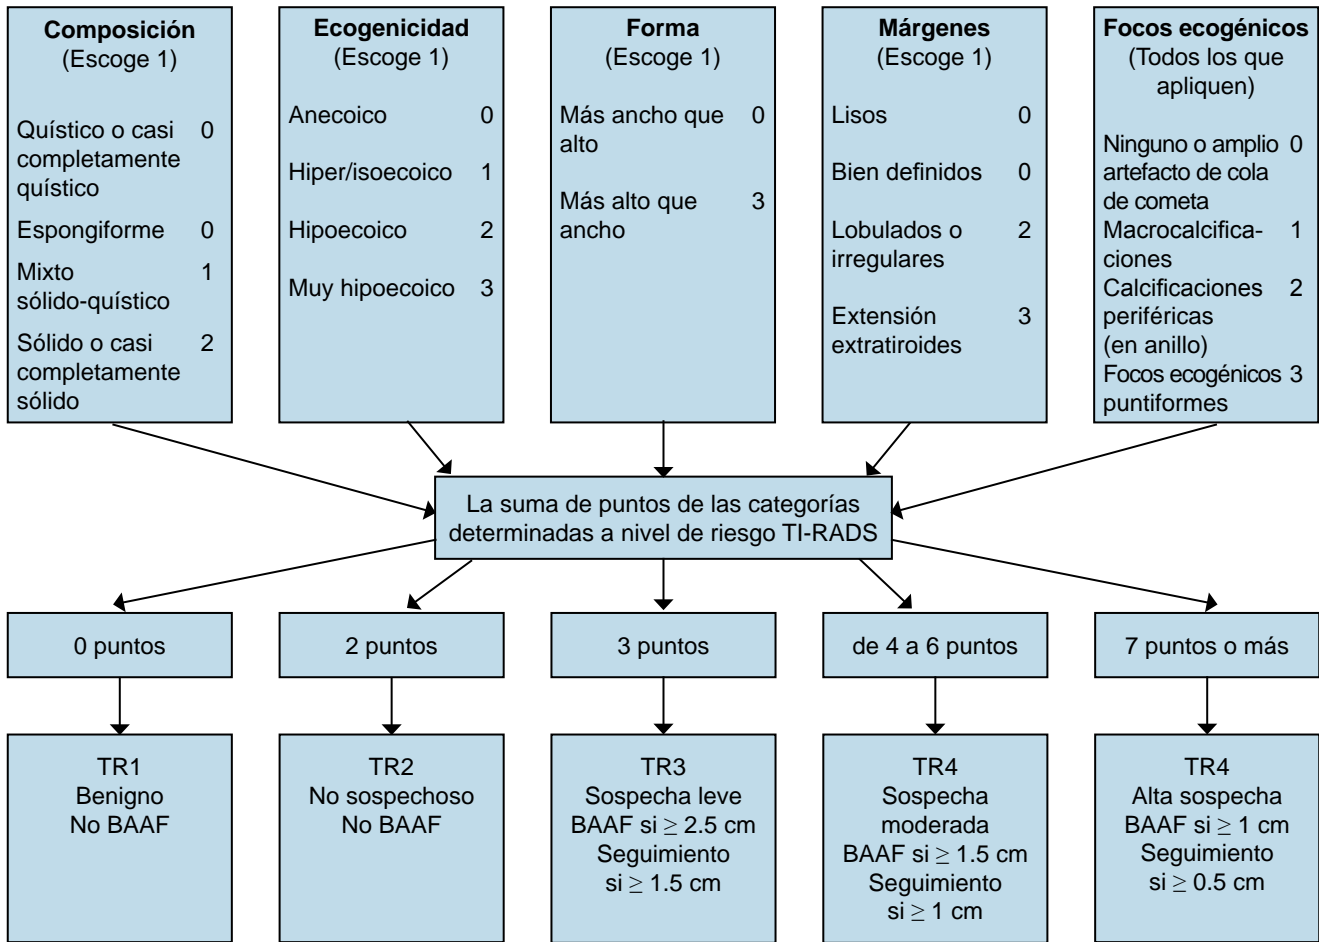 Composición
(Escoge 1)
Quístico o casi 0
completamente
quístico
Espongiforme 0
Mixto 1
sólido-quístico
Sólido o casi 2
completamente
sólido
Ecogenicidad
(Escoge 1)
Anecoico 0
Hiper/isoecoico 1
Hipoecoico 2
Muy hipoecoico 3
Forma
(Escoge 1)
Más ancho que 0
alto
Más alto que 3
ancho
Márgenes
(Escoge 1)
Lisos 0
Bien definidos 0
Lobulados o 2
irregulares
Extensión 3
extratiroides
Focos ecogénicos
(Todos los que
apliquen)
Ninguno o amplio 0
artefacto de cola
de cometa
Macrocalcifica- 1
ciones
Calcificaciones 2
periféricas
(en anillo)
Focos ecogénicos 3
puntiformes
La suma de puntos de las categorías
determinadas a nivel de riesgo TI-RADS
0 puntos
2 puntos
3 puntos
de 4 a 6 puntos
7 puntos o más
TR1
Benigno
No BAAF
TR2
No sospechoso
No BAAF
TR3
Sospecha leve
BAAF si ≥ 2.5 cm
Seguimiento
si ≥ 1.5 cm
TR4
Sospecha
moderada
BAAF si ≥ 1.5 cm
Seguimiento
si ≥ 1 cm
TR4
Alta sospecha
BAAF si ≥ 1 cm
Seguimiento
si ≥ 0.5 cm